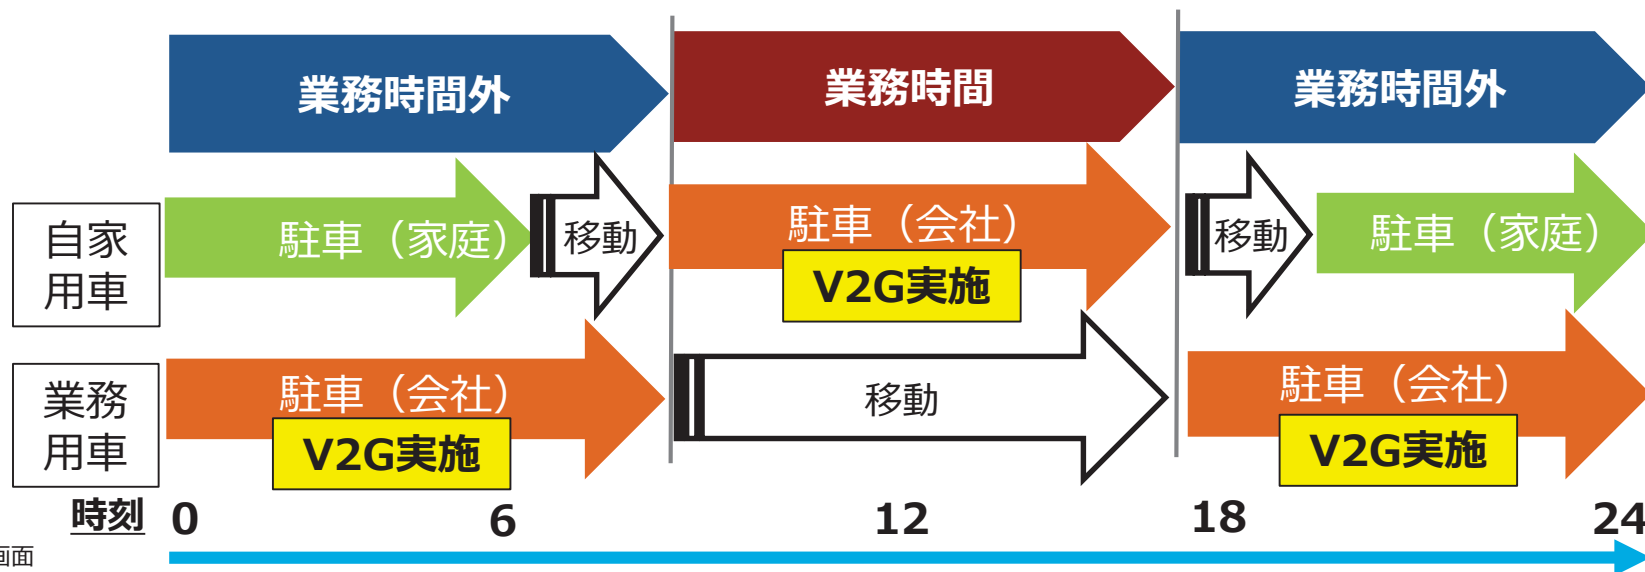 業務時間外
業務時間
業務時間外
自家
用車
駐車（家庭）
移動
駐車（会社）
V2G実施
移動
駐車（家庭）
業務
用車
駐車（会社）
V2G実施
移動
駐車（会社）
V2G実施
時刻 0 6 12 18 24
画面